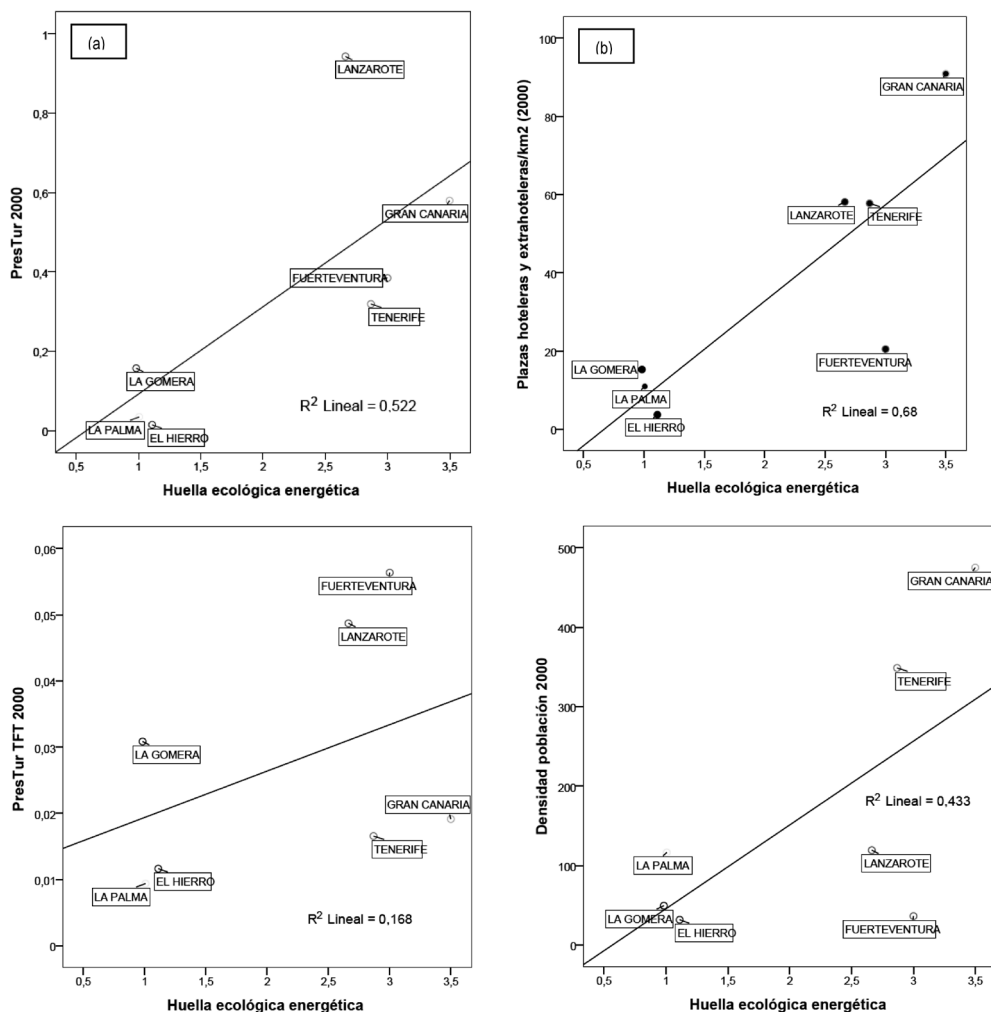 (a)
PresTur 2000
1
0,8
0,6
0,4
0,2
0
LANZAROTE
GRAN CANARIA
FUERTEVENTURA
TENERIFE
LA GOMERA
LA PALMA
EL HIERRO
R² Lineal = 0,522
0,5 1 1,5 2 2,5 3 3,5
Huella ecológica energética
(b)
Plazas hoteleras y extrahoteleras/km2 (2000)
100
80
60
40
20
0
GRAN CANARIA
LANZAROTE
TENERIFE
FUERTEVENTURA
LA GOMERA
LA PALMA
EL HIERRO
R² Lineal = 0,68
0,5 1 1,5 2 2,5 3 3,5
Huella ecológica energética
PresTur TFT 2000
0,06
0,05
0,04
0,03
0,02
0,01
0
FUERTEVENTURA
LANZAROTE
LA GOMERA
GRAN CANARIA
TENERIFE
EL HIERRO
LA PALMA
R² Lineal = 0,168
0,5 1 1,5 2 2,5 3 3,5
Huella ecológica energética
Densidad población 2000
500
400
300
200
100
0
GRAN CANARIA
TENERIFE
R² Lineal = 0,433
LA PALMA
LANZAROTE
LA GOMERA
EL HIERRO
FUERTEVENTURA
0,5 1 1,5 2 2,5 3 3,5
Huella ecológica energética